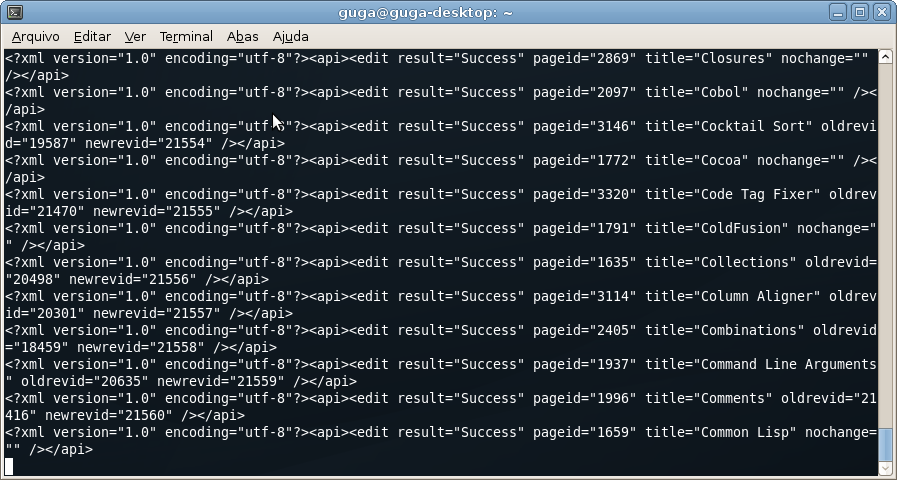 guga@guga-desktop: ~
Arquivo Editar Ver Terminal Abas Ajuda
<?xml version="1.0" encoding="utf-8"?><api><edit result="Success" pageid="2869" title="Closures" nochange=""
/></api>
<?xml version="1.0" encoding="utf-8"?><api><edit result="Success" pageid="2097" title="Cobol" nochange="" /><
/api>
<?xml version="1.0" encoding="utf-8"?><api><edit result="Success" pageid="3146" title="Cocktail Sort" oldrevi
d="19587" newrevid="21554" /></api>
<?xml version="1.0" encoding="utf-8"?><api><edit result="Success" pageid="1772" title="Cocoa" nochange="" /><
/api>
<?xml version="1.0" encoding="utf-8"?><api><edit result="Success" pageid="3320" title="Code Tag Fixer" oldrev
id="21470" newrevid="21555" /></api>
<?xml version="1.0" encoding="utf-8"?><api><edit result="Success" pageid="1791" title="ColdFusion" nochange="
" /></api>
<?xml version="1.0" encoding="utf-8"?><api><edit result="Success" pageid="1635" title="Collections" oldrevid=
"20498" newrevid="21556" /></api>
<?xml version="1.0" encoding="utf-8"?><api><edit result="Success" pageid="3114" title="Column Aligner" oldrev
id="20301" newrevid="21557" /></api>
<?xml version="1.0" encoding="utf-8"?><api><edit result="Success" pageid="2405" title="Combinations" oldrevid
="18459" newrevid="21558" /></api>
<?xml version="1.0" encoding="utf-8"?><api><edit result="Success" pageid="1937" title="Command Line Arguments
" oldrevid="20635" newrevid="21559" /></api>
<?xml version="1.0" encoding="utf-8"?><api><edit result="Success" pageid="1996" title="Comments" oldrevid="21
416" newrevid="21560" /></api>
<?xml version="1.0" encoding="utf-8"?><api><edit result="Success" pageid="1659" title="Common Lisp" nochange=
"" /></api>